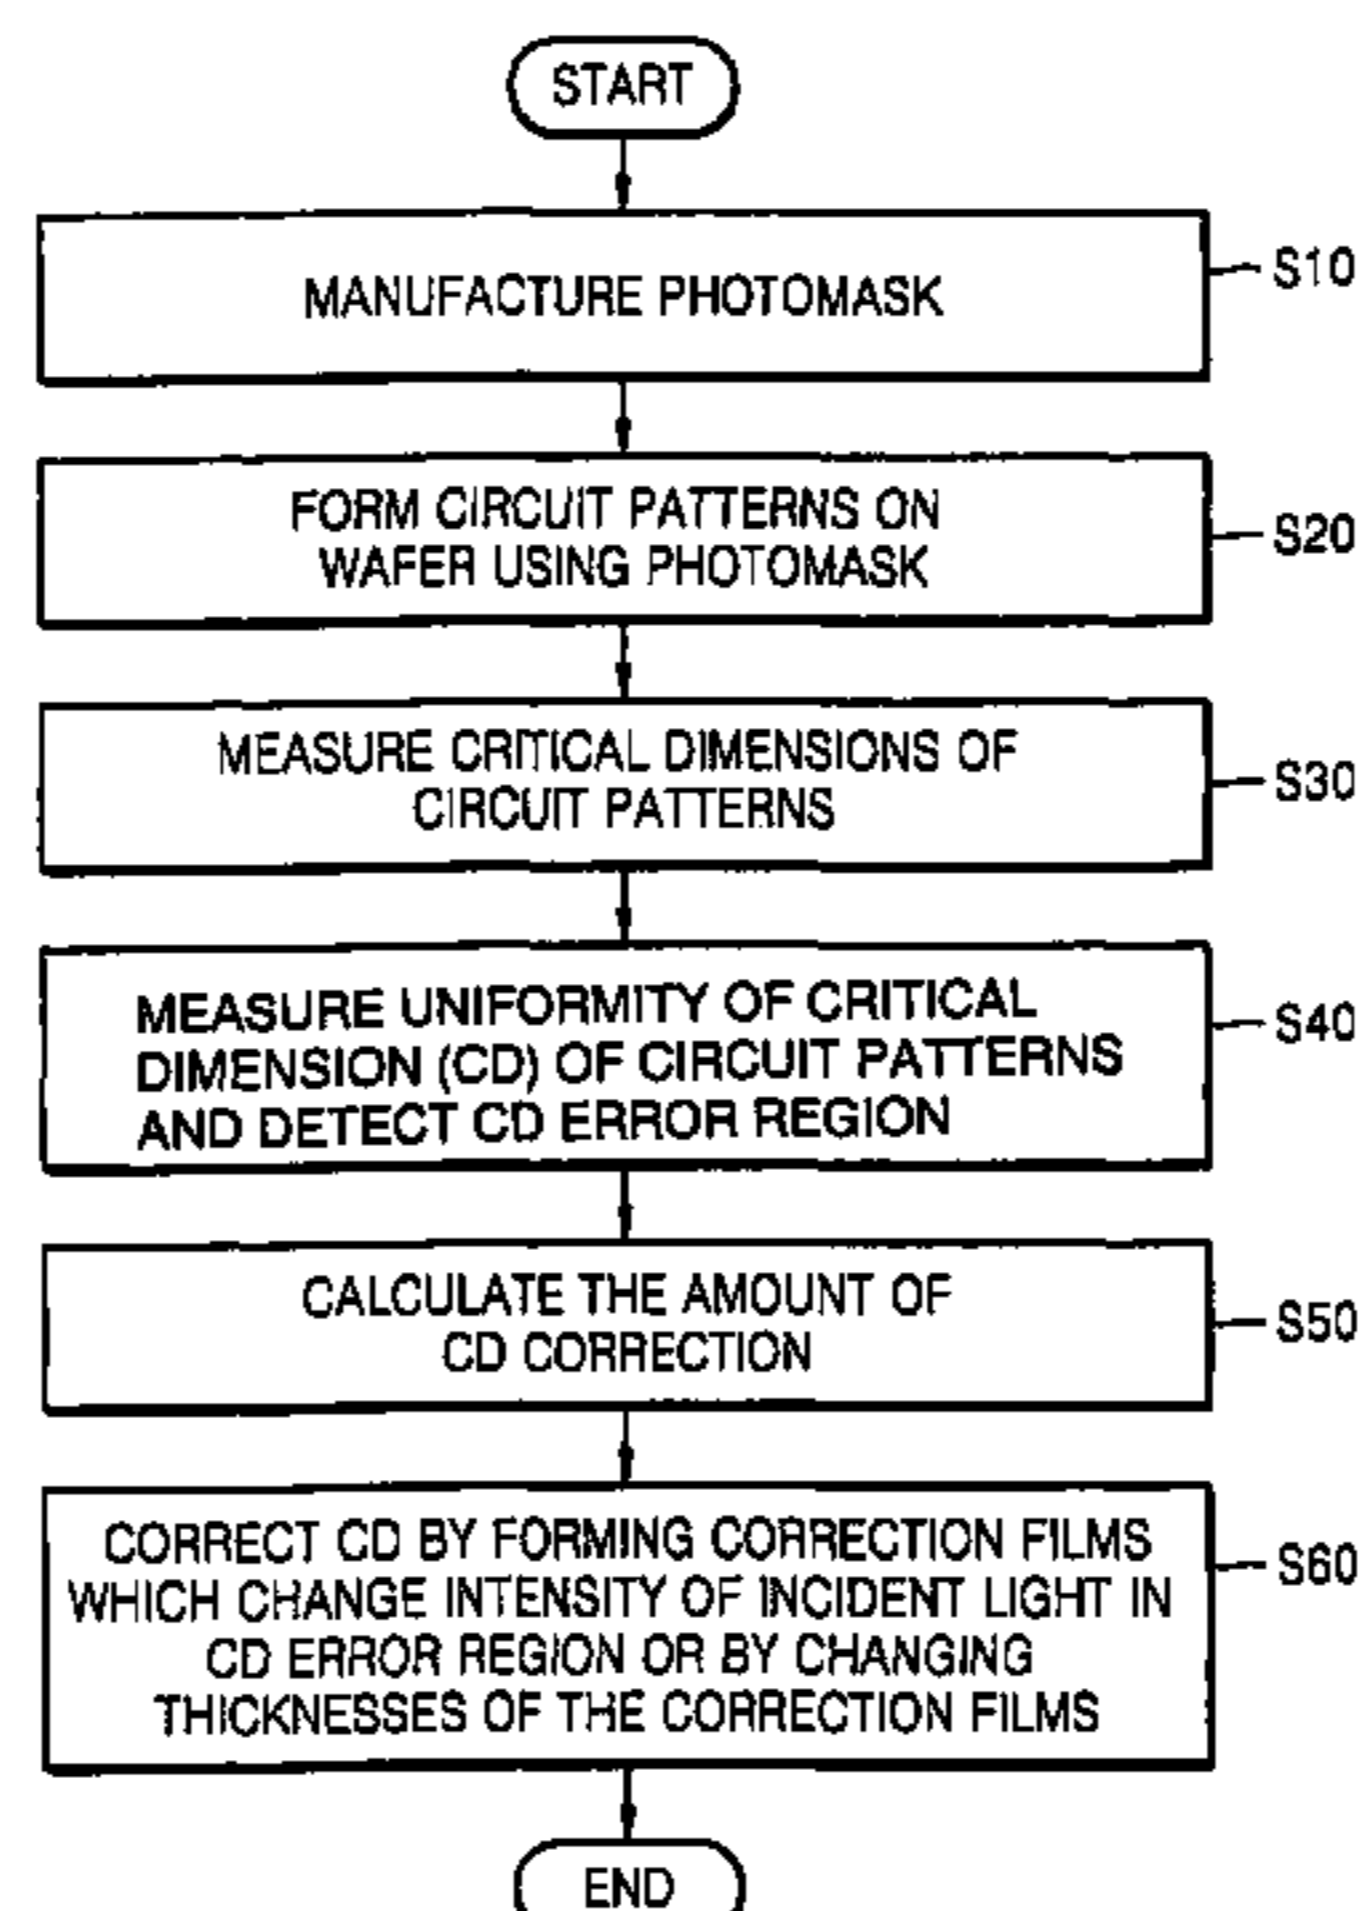 START
MANUFACTURE PHOTOMASK
S10
FORM CIRCUIT PATTERNS ON
WAFER USING PHOTOMASK
S20
MEASURE CRITICAL DIMENSIONS OF
CIRCUIT PATTERNS
S30
MEASURE UNIFORMITY OF CRITICAL
DIMENSION (CD) OF CIRCUIT PATTERNS
AND DETECT CD ERROR REGION
S40
CALCULATE THE AMOUNT OF
CD CORRECTION
S50
CORRECT CD BY FORMING CORRECTION FILMS
WHICH CHANGE INTENSITY OF INCIDENT LIGHT IN
CD ERROR REGION OR BY CHANGING
THICKNESSES OF THE CORRECTION FILMS
S60
END